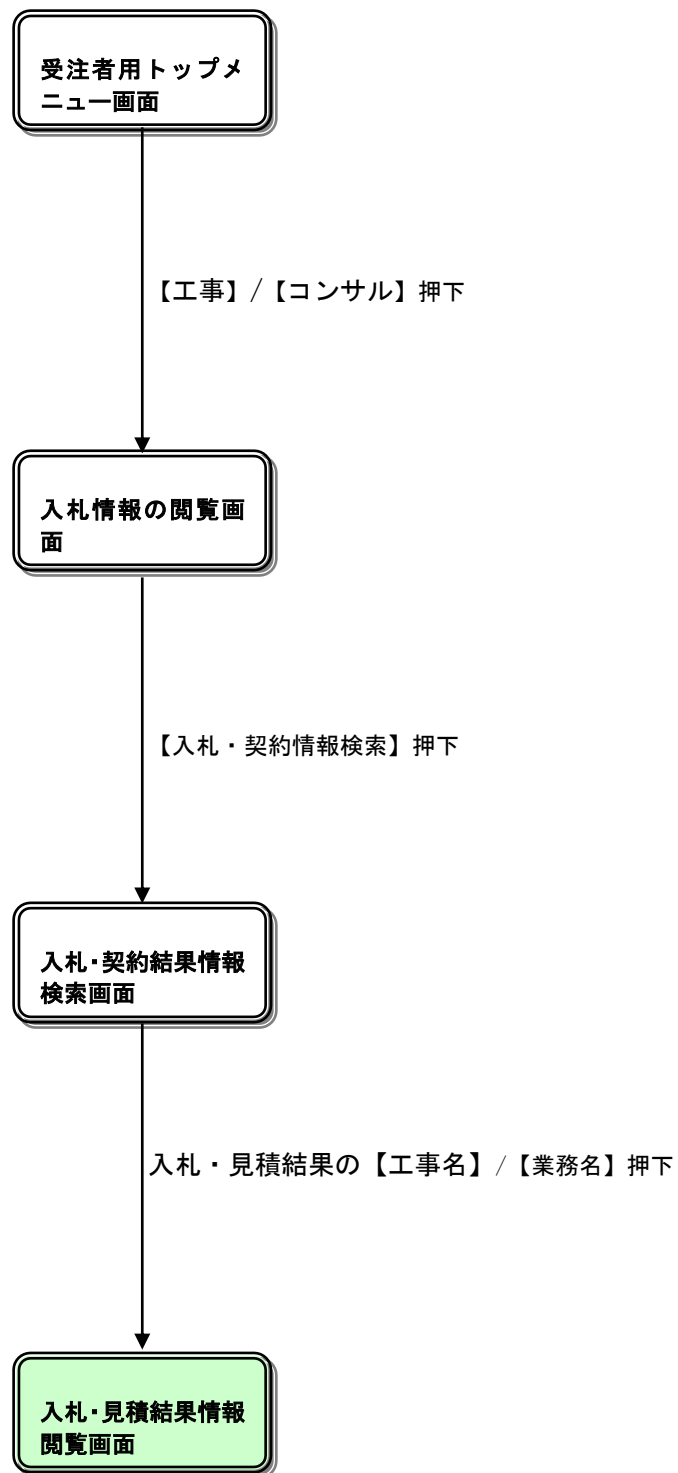 受注者用トップメ
ニュー画面
【工事】/【コンサル】押下
入札情報の閲覧画
面
【入札・契約情報検索】押下
入札・契約結果情報
検索画面
入札・見積結果の【工事名】/【業務名】押下
入札・見積結果情報
閲覧画面